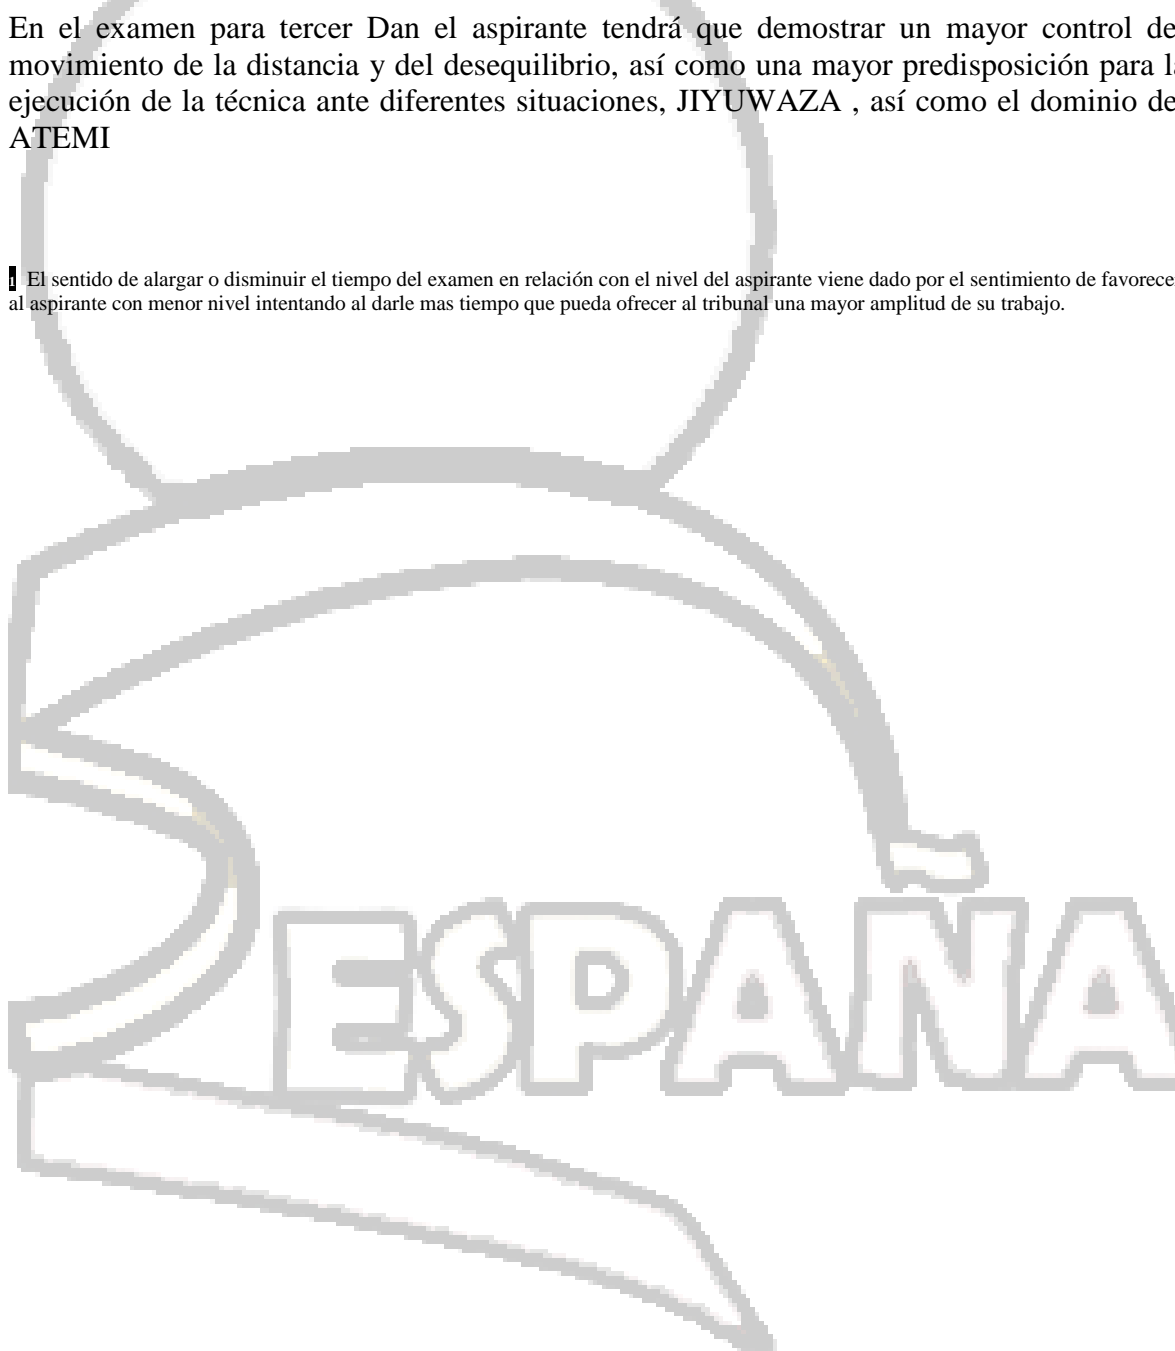 En el examen para tercer Dan el aspirante tendrá que demostrar un mayor control de
movimiento de la distancia y del desequilibrio, así como una mayor predisposición para l
ejecución de la técnica ante diferentes situaciones, JIYUWAZA , así como el dominio de
ATEMI
1 El sentido de alargar o disminuir el tiempo del examen en relación con el nivel del aspirante viene dado por el sentimiento de favorece
al aspirante con menor nivel intentando al darle mas tiempo que pueda ofrecer al tribunal una mayor amplitud de su trabajo.
ESPAÑA